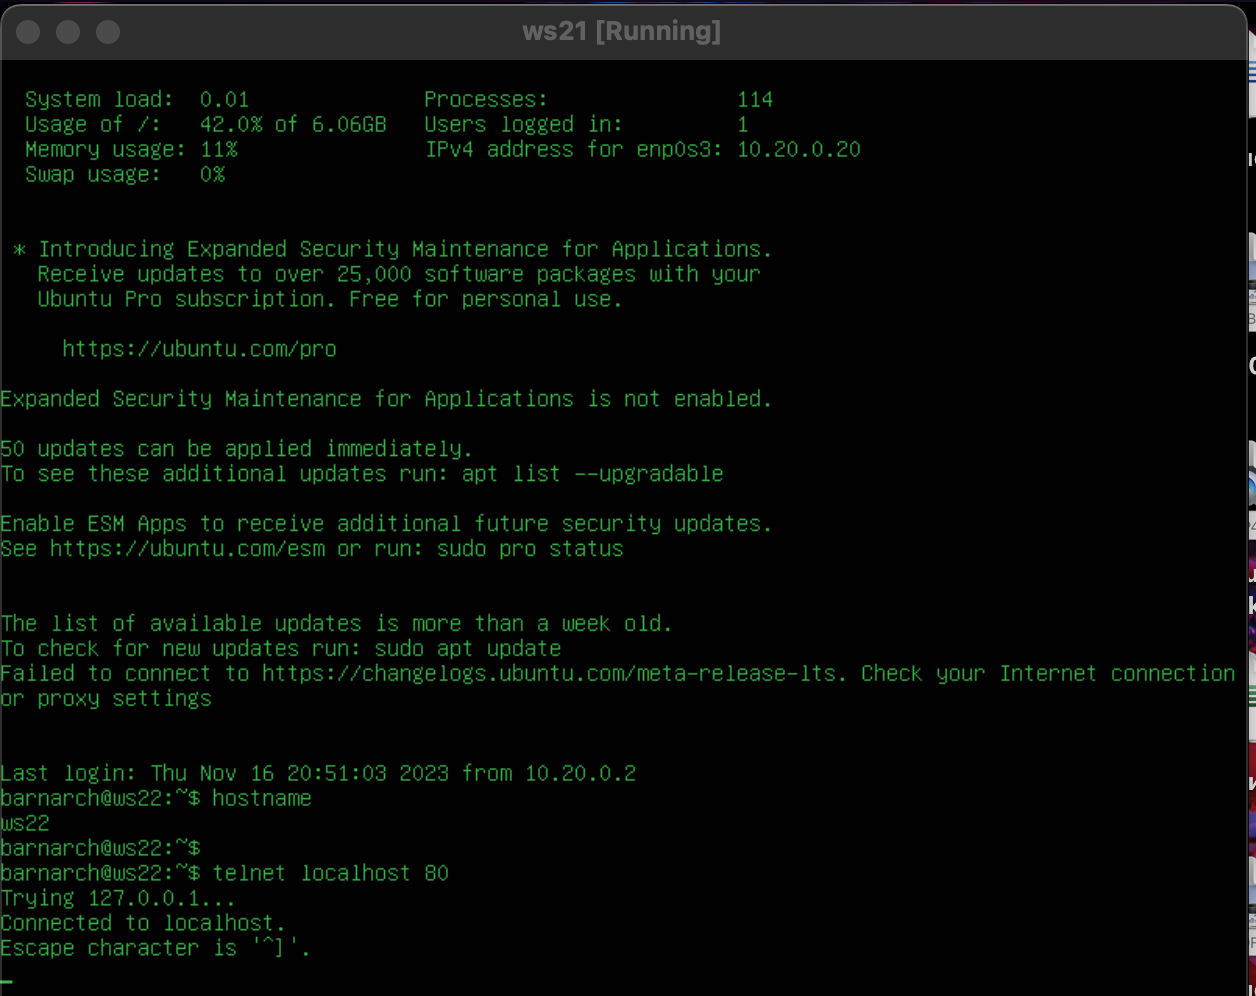 ws21 [Running]
System load: 0.01 Processes: 114
Usage of /: 42.0% of 6.06GB Users logged in: 1
Memory usage: 11% IPv4 address for enp0s3: 10.20.0.20
Swap usage: 0%
* Introducing Expanded Security Maintenance for Applications.
Receive updates to over 25,000 software packages with your
Ubuntu Pro subscription. Free for personal use.
https://ubuntu.com/pro
Expanded Security Maintenance for Applications is not enabled.
50 updates can be applied immediately.
To see these additional updates run: apt list --upgradable
Enable ESM Apps to receive additional future security updates.
See https://ubuntu.com/esm or run: sudo pro status
The list of available updates is more than a week old.
To check for new updates run: sudo apt update
Failed to connect to https://changelogs.ubuntu.com/meta-release-lts. Check your Internet connection
or proxy settings
Last login: Thu Nov 16 20:51:03 2023 from 10.20.0.2
barnarch@ws22:~$ hostname
ws22
barnarch@ws22:~$
barnarch@ws22:~$ telnet localhost 80
Trying 127.0.0.1...
Connected to localhost.
Escape character is '^]'.